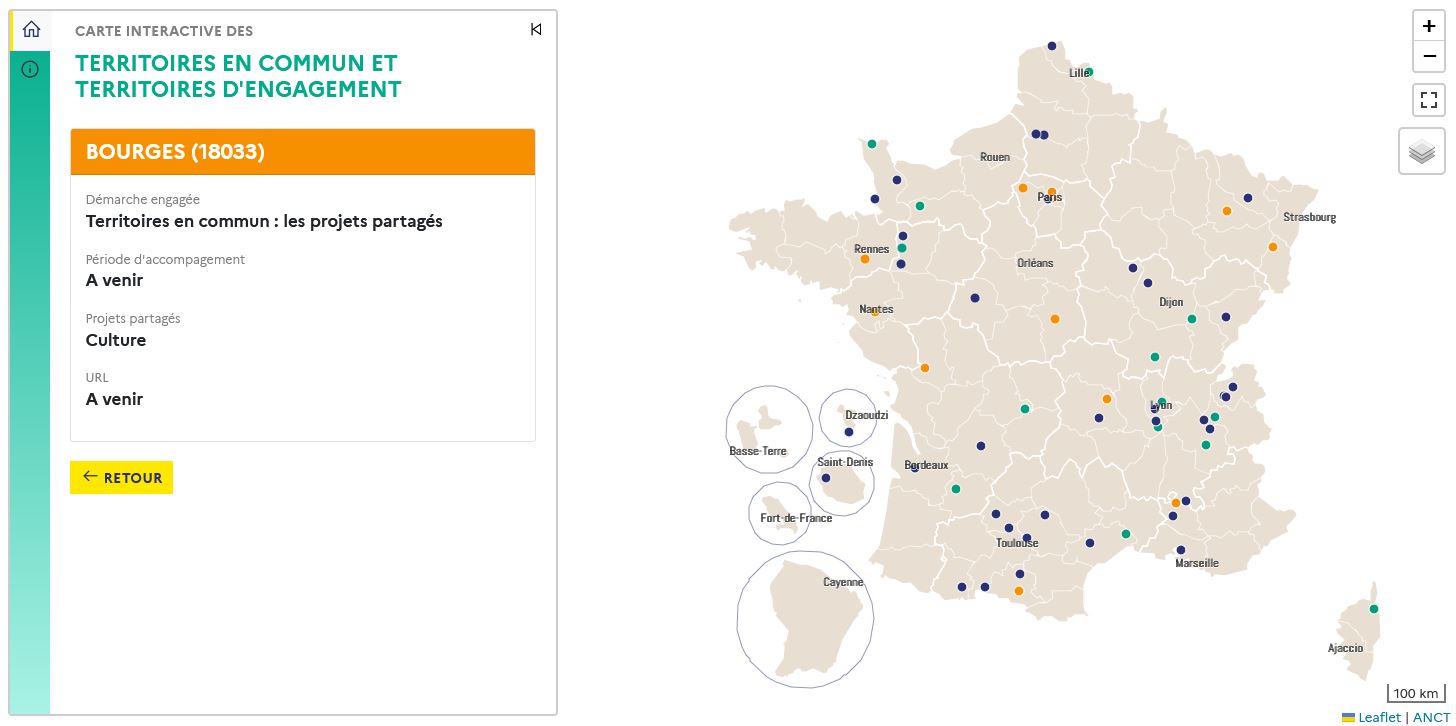 CARTE INTERACTIVE DES
TERRITOIRES EN COMMUN ET
TERRITOIRES D'ENGAGEMENT
BOURGES (18033)
Démarche engagée
Territoires en commun : les projets partagés
Période d'accompagnement
A venir
Projets partagés
Culture
URL
A venir
← RETOUR
Lille
Rouen
Paris
Strasbourg
Rennes
Orléans
Nantes
Dijon
Lyon
Dzaoudzi
Basse-Terre
Saint-Denis
Bordeaux
Fort-de-France
Toulouse
Marseille
Cayenne
Ajaccio
+
−
100 km
Leaflet | ANCT